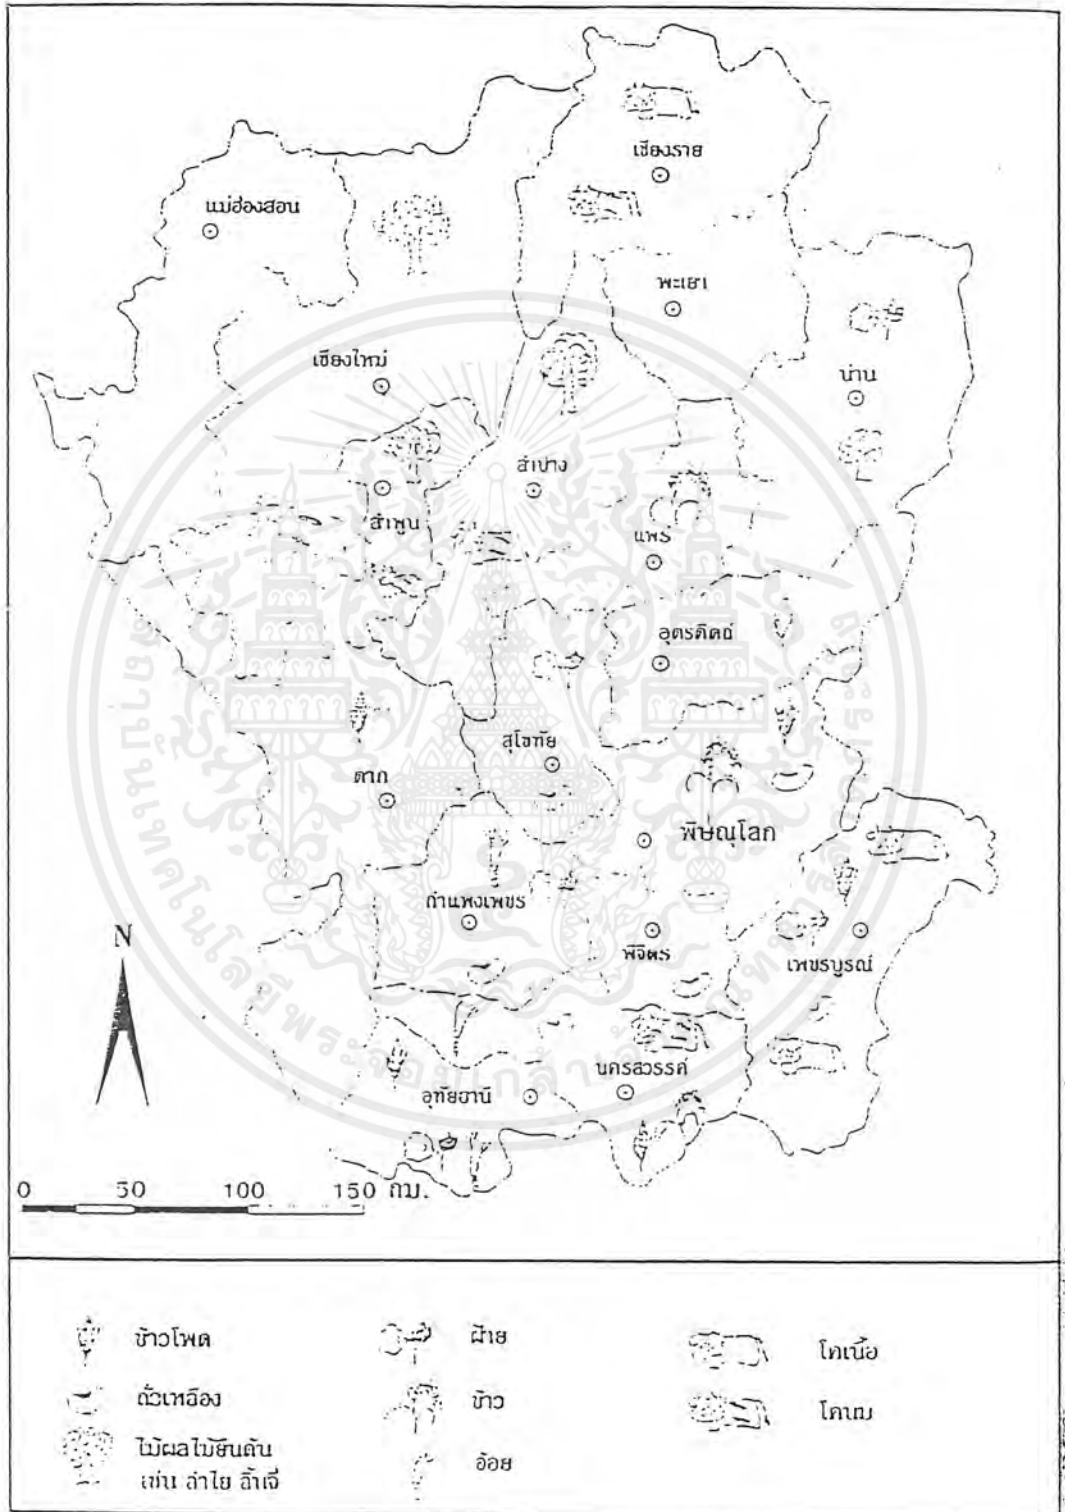 เชียงราย
แม่ฮ่องสอน
พะเยา
เชียงใหม่
น่าน
ลำปาง
ลำพูน
แพร่
อุตรดิตถ์
สุโขทัย
ตาก
พิษณุโลก
กำแพงเพชร
พิจิตร
เพชรบูรณ์
N
นครสวรรค์
อุทัยธานี
0 50 100 150 กม.
ข้าวโพด
ถั่วเหลือง
ไม้ผลไม้ยืนต้น
เช่น ลำไย ลิ้นจี่
ฝ้าย
ข้าว
อ้อย
โคเนื้อ
โคนม